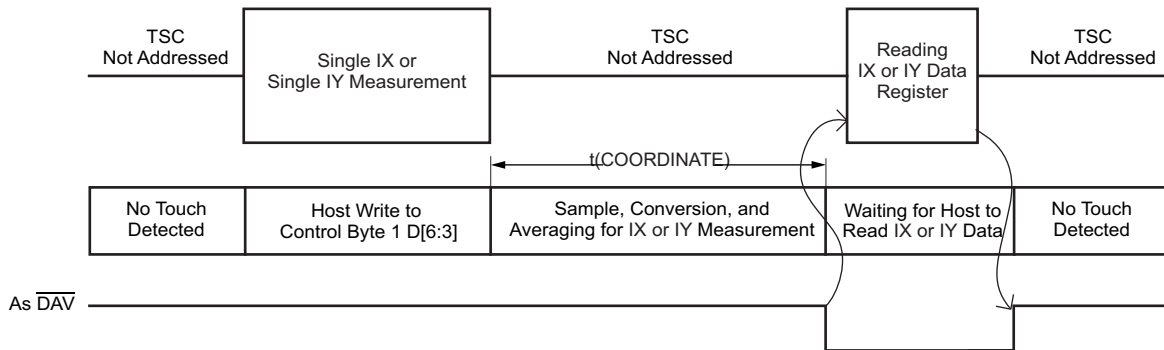 TSC
Not Addressed
Single IX or
Single IY Measurement
TSC
Not Addressed
Reading
IX or IY Data
Register
TSC
Not Addressed
t(COORDINATE)
No Touch
Detected
Host Write to
Control Byte 1 D[6:3]
Sample, Conversion, and
Averaging for IX or IY Measurement
Waiting for Host to
Read IX or IY Data
No Touch
Detected
As D̅A̅V̅